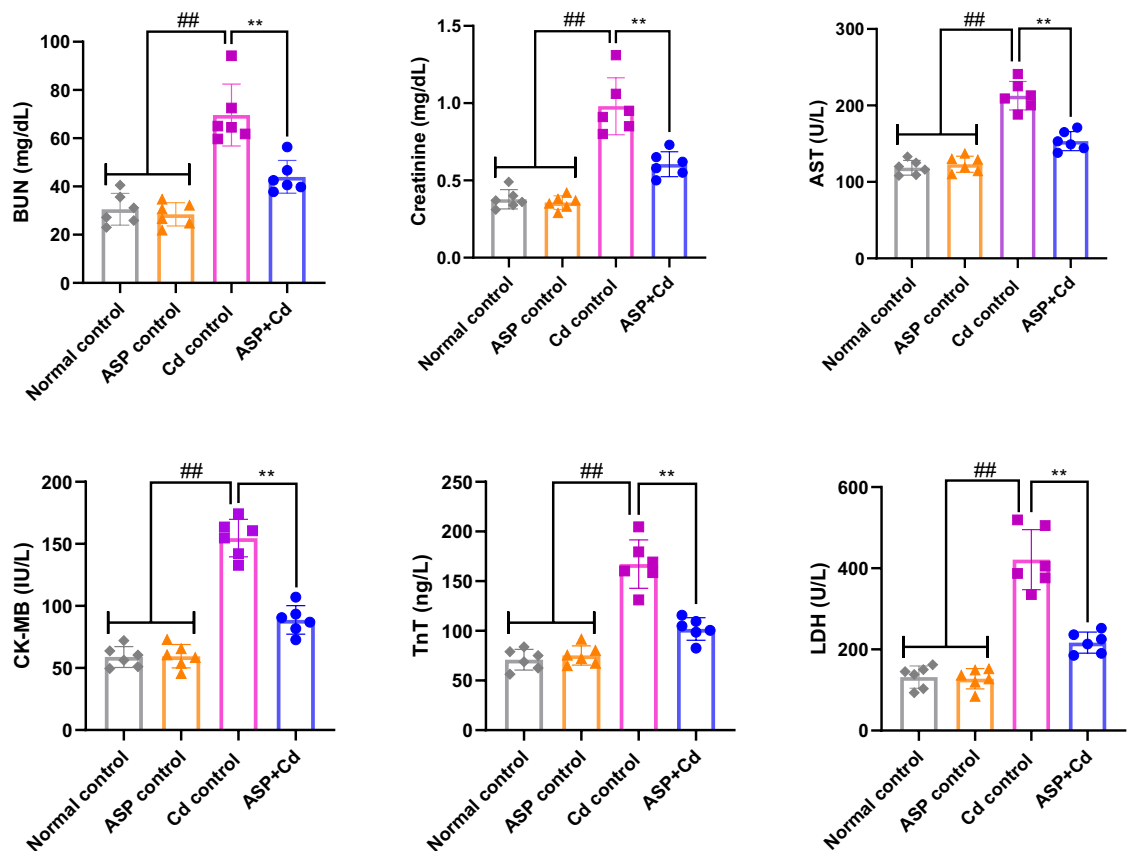 ##
**
BUN (mg/dL)
100
80
60
40
20
0
Normal control
ASP control
Cd control
ASP+Cd
##
**
Creatinine (mg/dL)
1.5
1.0
0.5
0.0
Normal control
ASP control
Cd control
ASP+Cd
##
**
AST (U/L)
300
200
100
0
Normal control
ASP control
Cd control
ASP+Cd
##
**
CK-MB (IU/L)
200
150
100
50
0
Normal control
ASP control
Cd control
ASP+Cd
##
**
TnT (ng/L)
250
200
150
100
50
0
Normal control
ASP control
Cd control
ASP+Cd
##
**
LDH (U/L)
600
400
200
0
Normal control
ASP control
Cd control
ASP+Cd